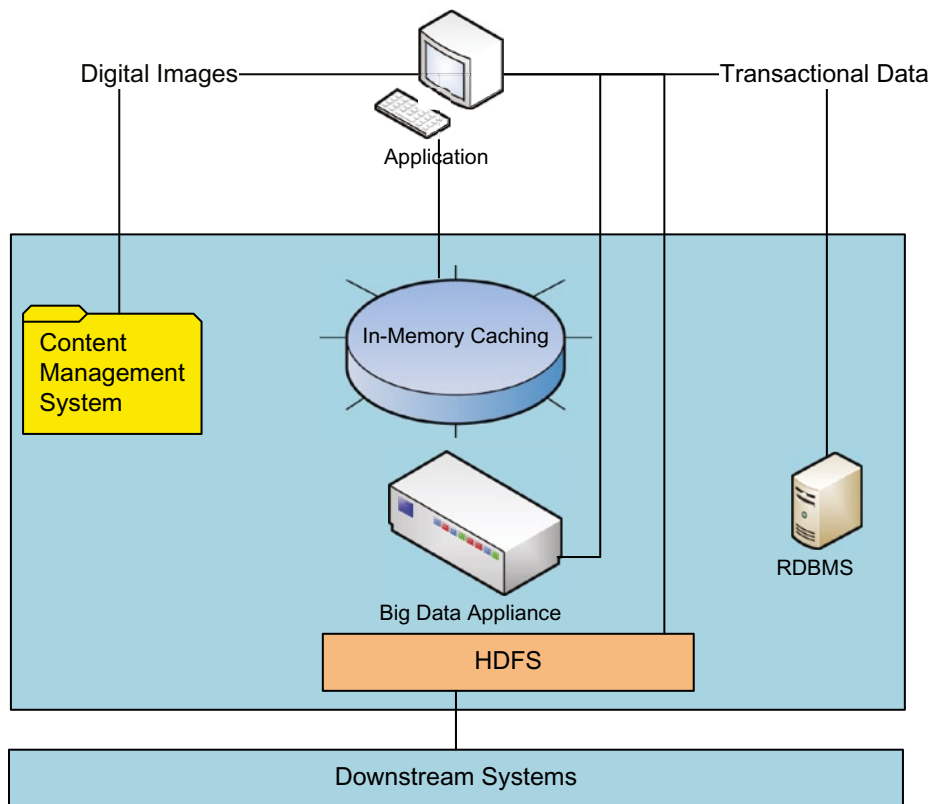 Digital Images
Transactional Data
Application
In-Memory Caching
Content
Management
System
RDBMS
Big Data Appliance
HDFS
Downstream Systems